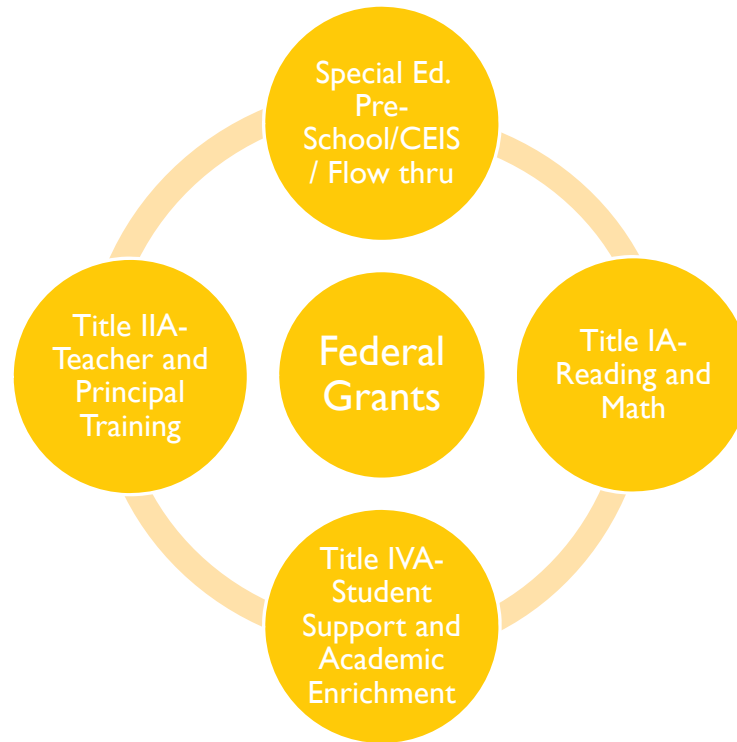 Special Ed.
Pre-
School/CEIS
/ Flow thru
Title IIA-
Teacher and
Principal
Training
Federal
Grants
Title IA-
Reading and
Math
Title IVA-
Student
Support and
Academic
Enrichment